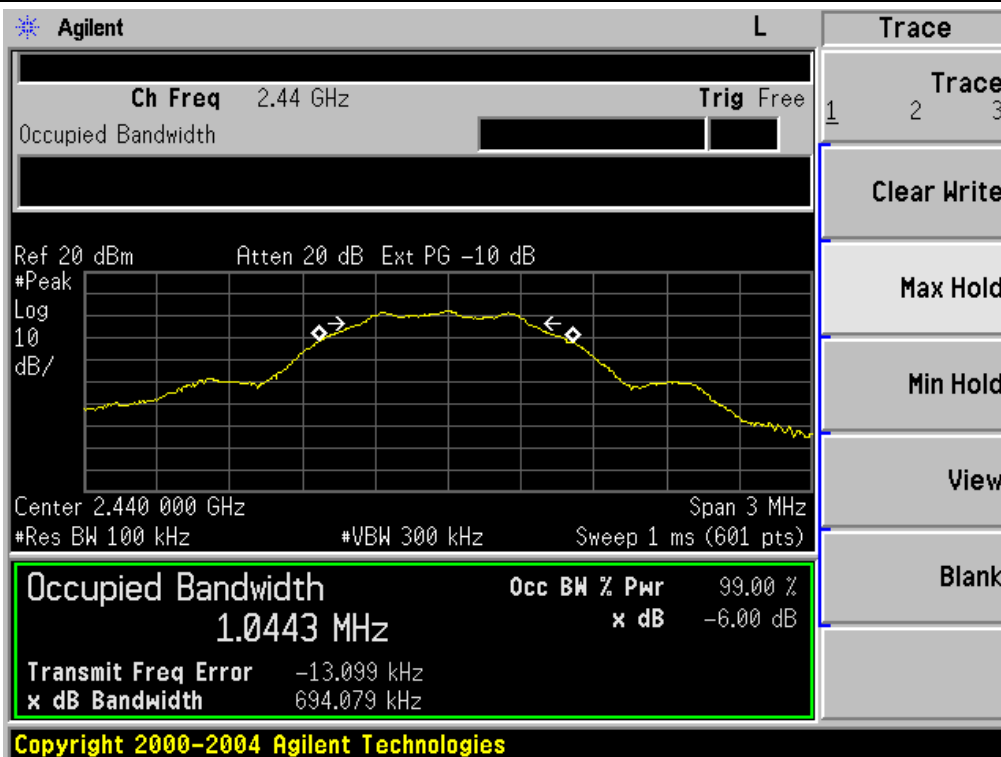 Agilent L Trace
Ch Freq 2.44 GHz Trig Free
Occupied Bandwidth
Trace
1 2 3
Clear Write
Max Hold
Min Hold
View
Blank
Ref 20 dBm Atten 20 dB Ext PG -10 dB
#Peak
Log
10
dB/
Center 2.440 000 GHz Span 3 MHz
#Res BW 100 kHz #VBW 300 kHz Sweep 1 ms (601 pts)
Occupied Bandwidth Occ BW % Pwr 99.00 %
1.0443 MHz x dB -6.00 dB
Transmit Freq Error -13.099 kHz
x dB Bandwidth 694.079 kHz
Copyright 2000-2004 Agilent Technologies